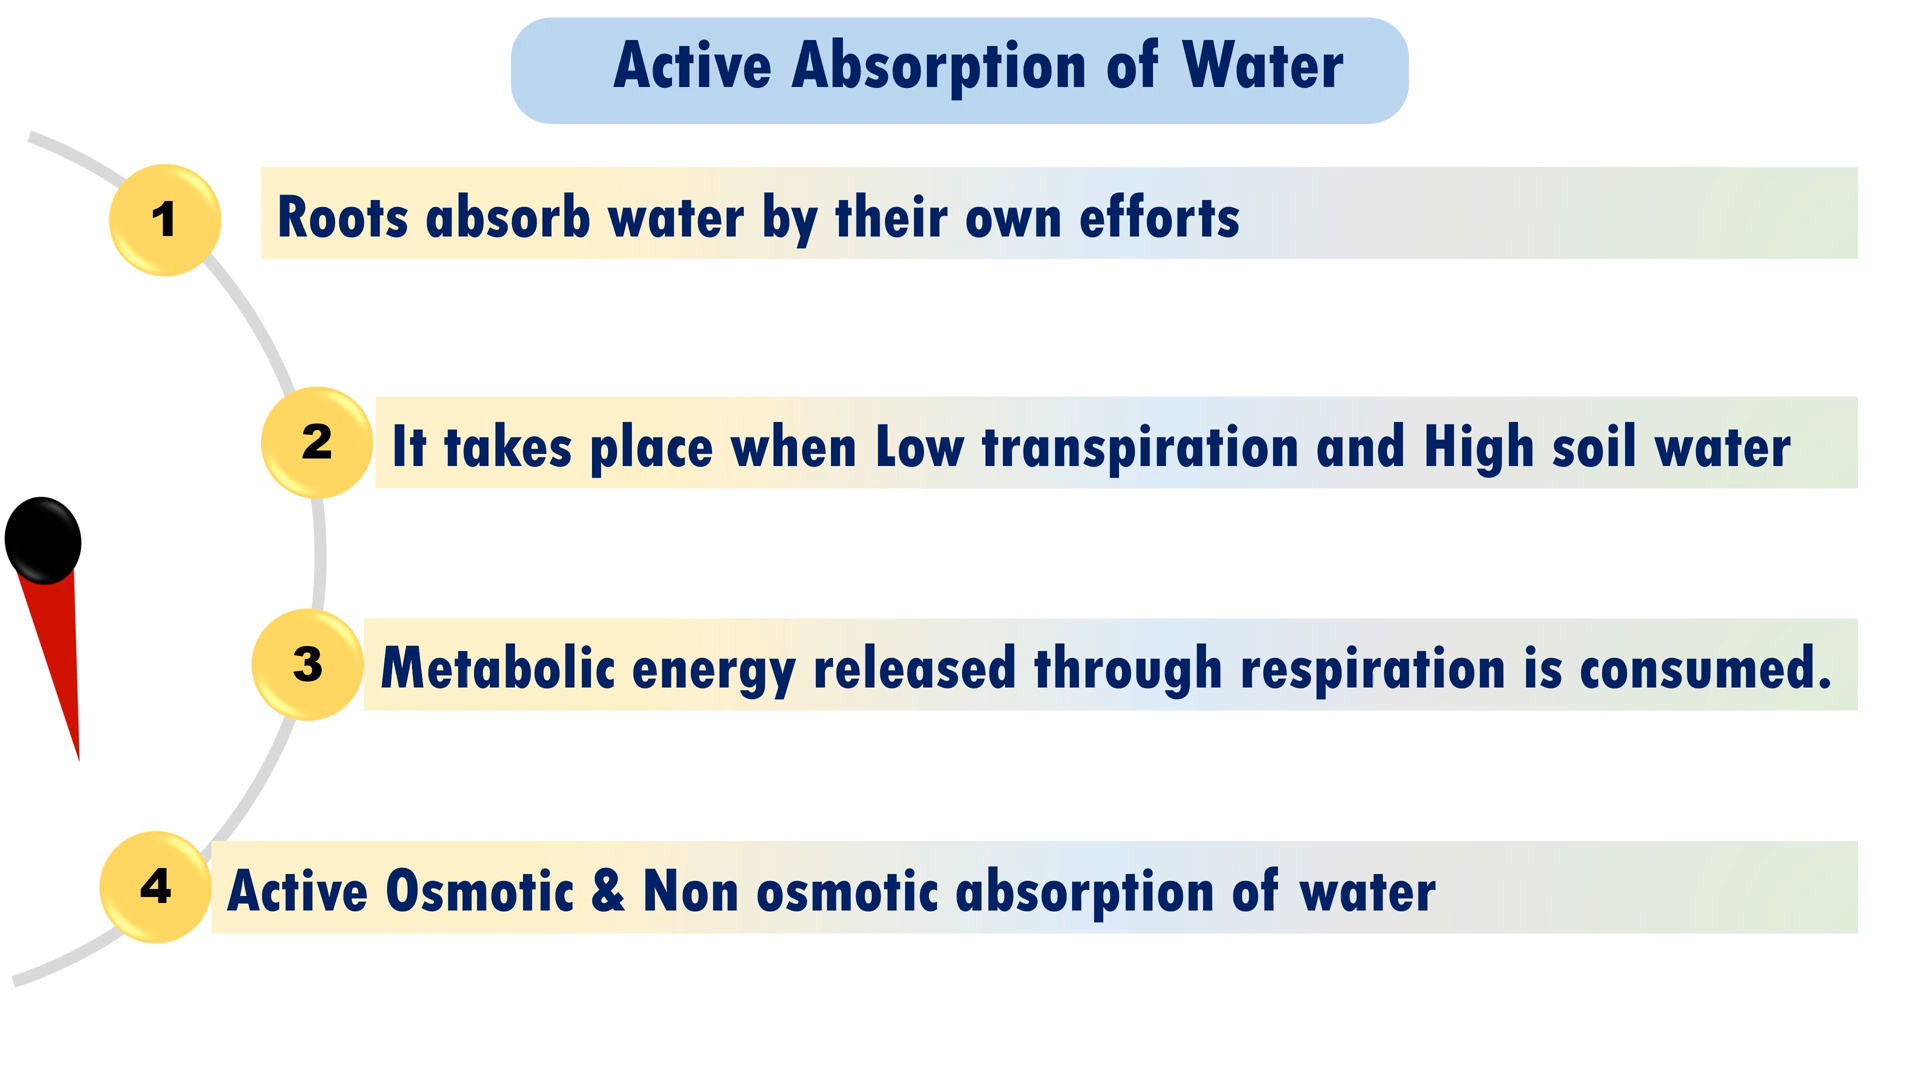 Active Absorption of Water
1
Roots absorb water by their own efforts
2
It takes place when Low transpiration and High soil water
3
Metabolic energy released through respiration is consumed.
4
Active Osmotic & Non osmotic absorption of water